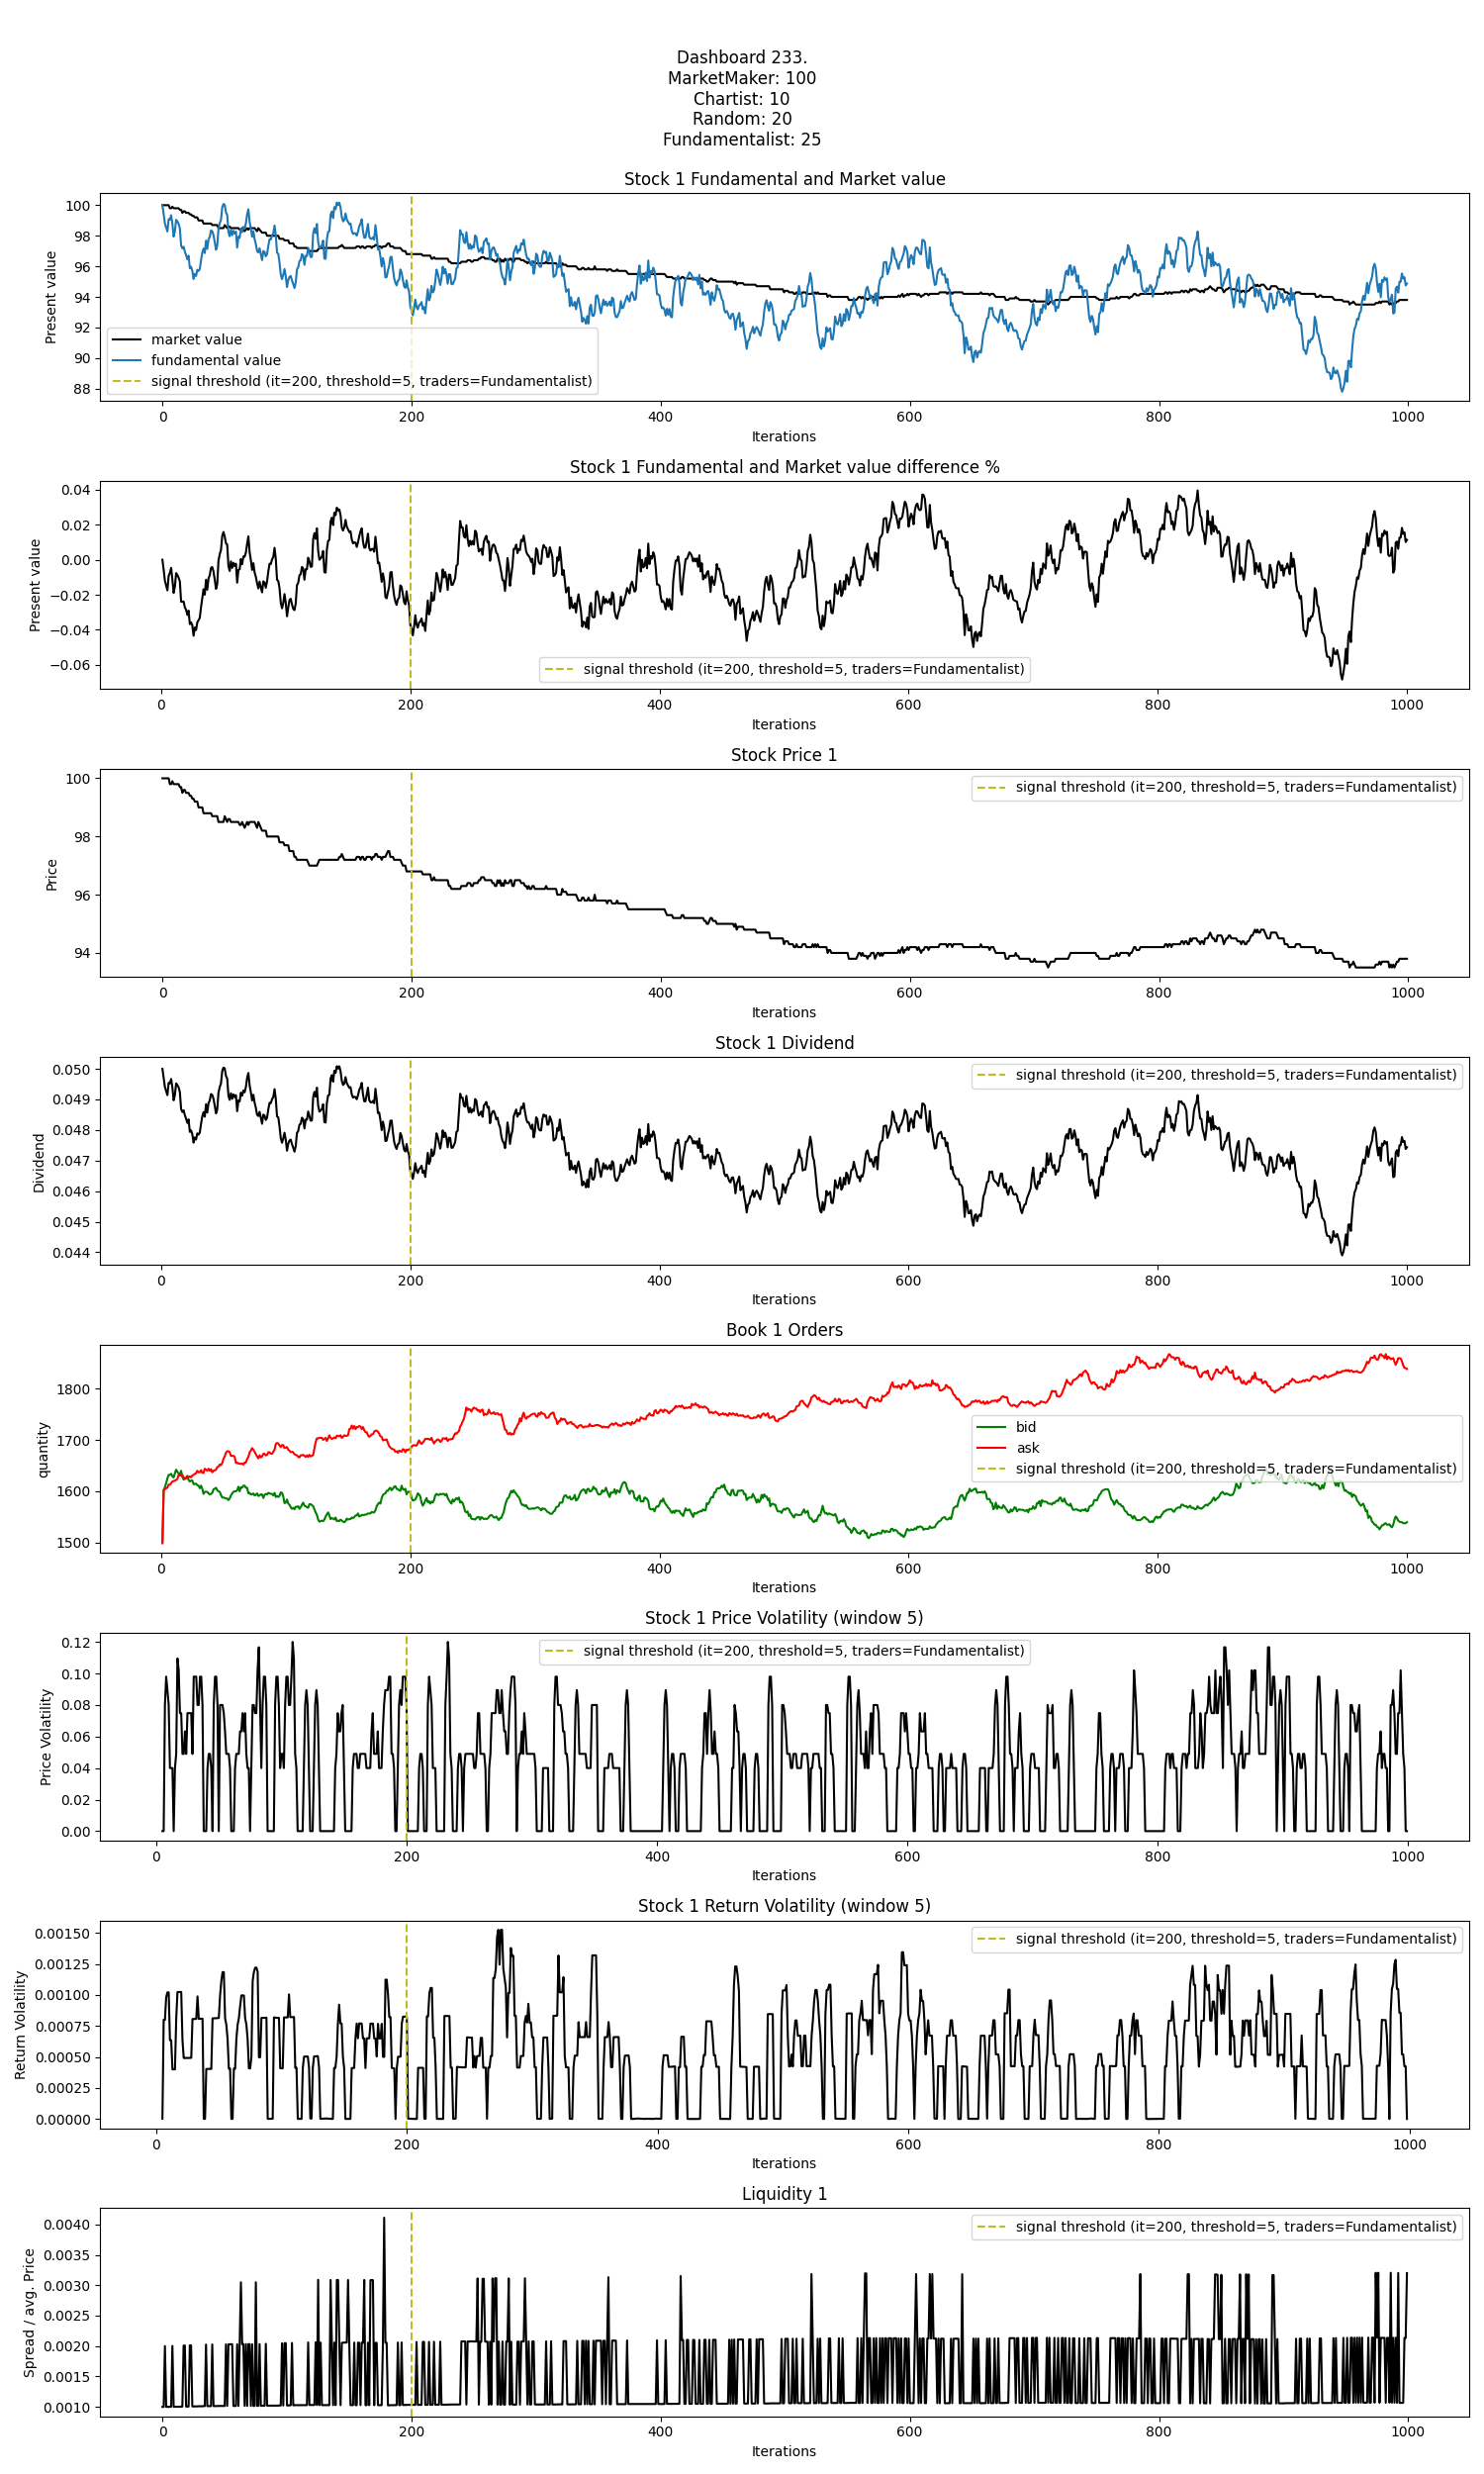 Dashboard 233.
MarketMaker: 100
Chartist: 10
Random: 20
Fundamentalist: 25
Stock 1 Fundamental and Market value
Present value
100
98
96
94
92
90
88
market value
fundamental value
signal threshold (it=200, threshold=5, traders=Fundamentalist)
0 200 400 600 800 1000
Iterations
Stock 1 Fundamental and Market value difference %
Present value
0.04
0.02
0.00
−0.02
−0.04
−0.06
signal threshold (it=200, threshold=5, traders=Fundamentalist)
0 200 400 600 800 1000
Iterations
Stock Price 1
Price
100
98
96
94
signal threshold (it=200, threshold=5, traders=Fundamentalist)
0 200 400 600 800 1000
Iterations
Stock 1 Dividend
Dividend
0.050
0.049
0.048
0.047
0.046
0.045
0.044
signal threshold (it=200, threshold=5, traders=Fundamentalist)
0 200 400 600 800 1000
Iterations
Book 1 Orders
quantity
1800
1700
1600
1500
bid
ask
signal threshold (it=200, threshold=5, traders=Fundamentalist)
0 200 400 600 800 1000
Iterations
Stock 1 Price Volatility (window 5)
Price Volatility
0.12
0.10
0.08
0.06
0.04
0.02
0.00
signal threshold (it=200, threshold=5, traders=Fundamentalist)
0 200 400 600 800 1000
Iterations
Stock 1 Return Volatility (window 5)
Return Volatility
0.00150
0.00125
0.00100
0.00075
0.00050
0.00025
0.00000
signal threshold (it=200, threshold=5, traders=Fundamentalist)
0 200 400 600 800 1000
Iterations
Liquidity 1
Spread / avg. Price
0.0040
0.0035
0.0030
0.0025
0.0020
0.0015
0.0010
signal threshold (it=200, threshold=5, traders=Fundamentalist)
0 200 400 600 800 1000
Iterations